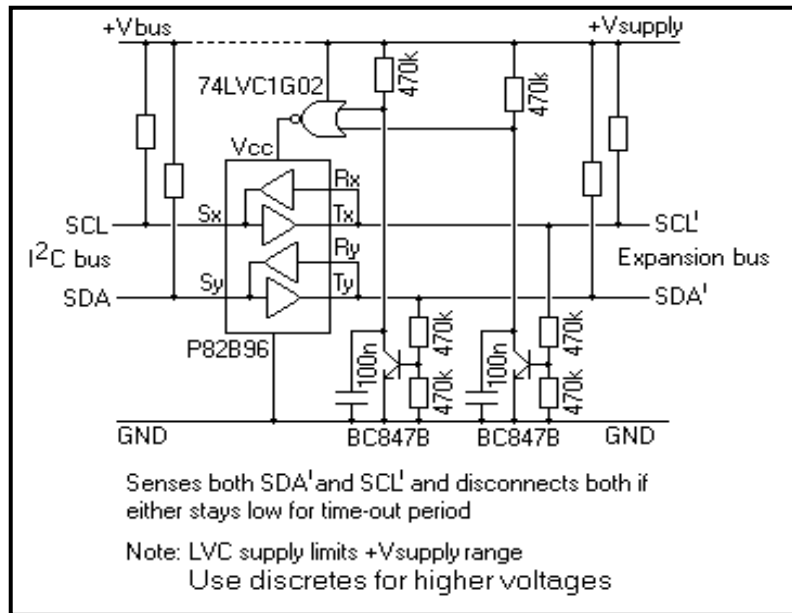 +Vbus
+Vsupply
74LVC1G02
470k
470k
Vcc
Rx
Sx
Tx
SCL
SCL'
I²C bus
Ry
Expansion bus
Sy
Ty
SDA
SDA'
P82B96
100n
470k
470k
100n
470k
470k
GND
BC847B
BC847B
GND
Senses both SDA' and SCL' and disconnects both if
either stays low for time-out period
Note: LVC supply limits +Vsupply range
Use discretes for higher voltages